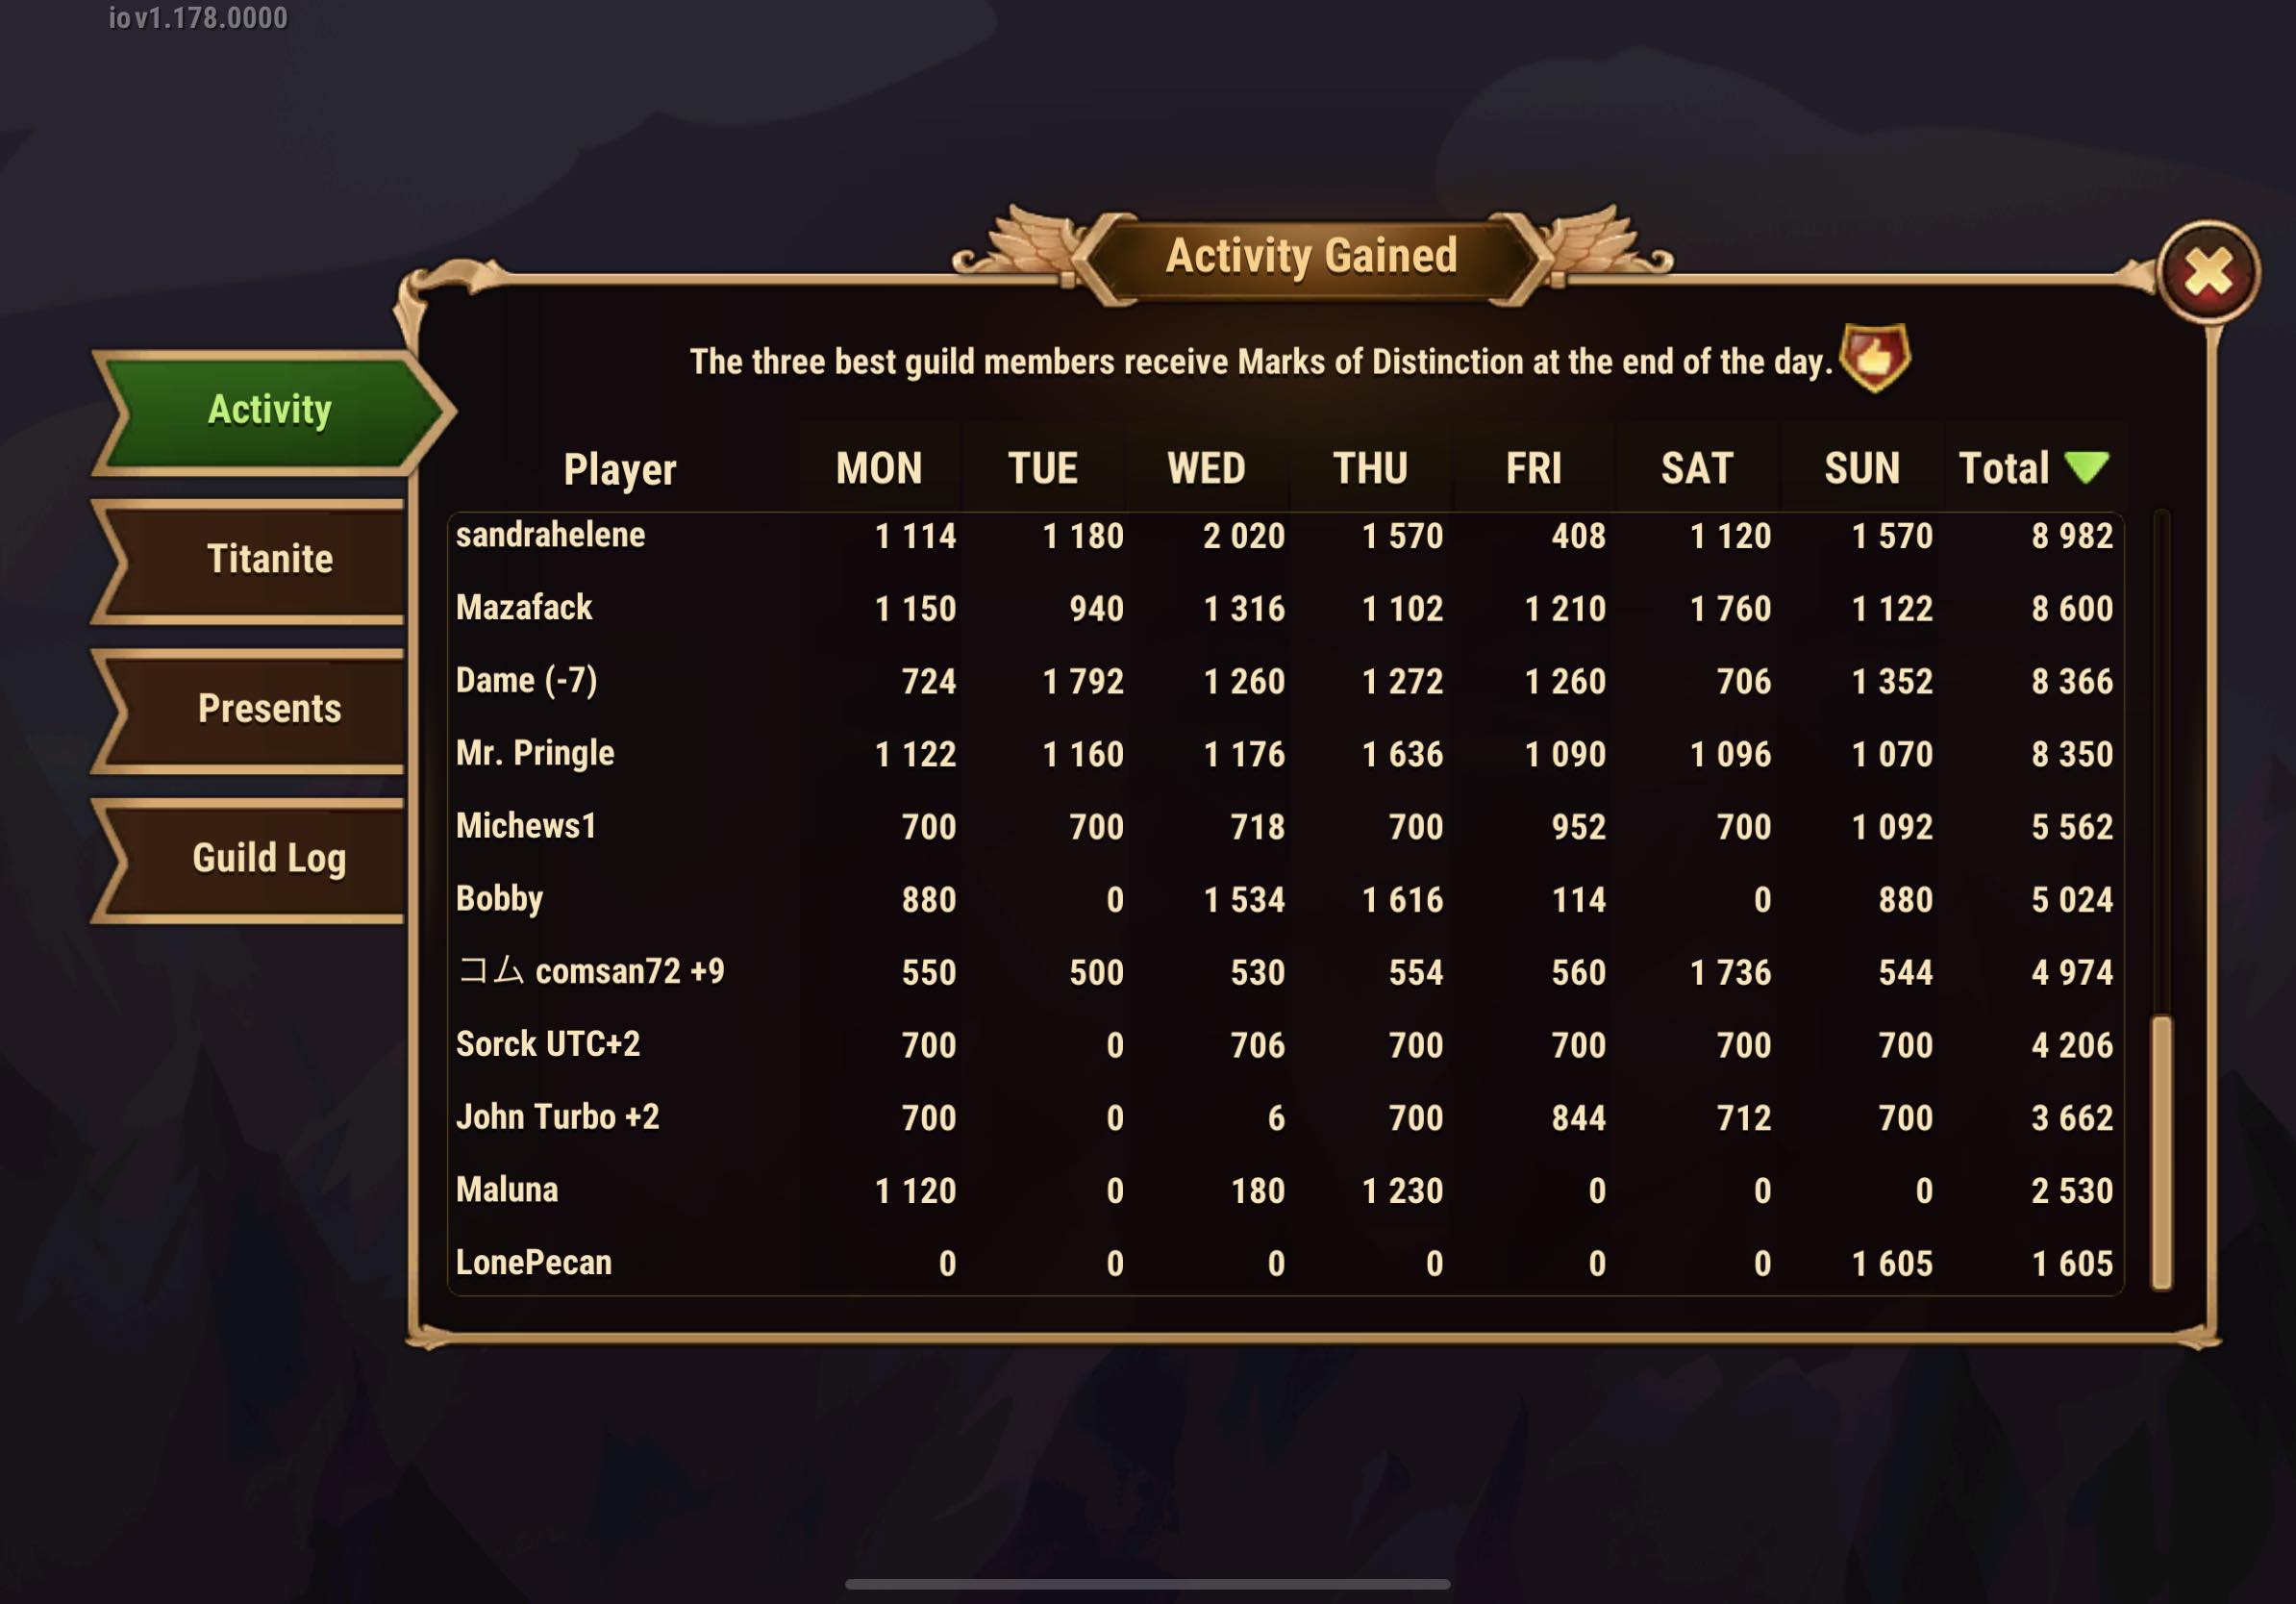 iov1.178.0000
Activity Gained
The three best guild members receive Marks of Distinction at the end of the day.
Activity
Titanite
Presents
Guild Log
Player MON TUE WED THU FRI SAT SUN Total
sandrahelene 1 114 1 180 2 020 1 570 408 1 120 1 570 8 982
Mazafack 1 150 940 1 316 1 102 1 210 1 760 1 122 8 600
Dame (-7) 724 1 792 1 260 1 272 1 260 706 1 352 8 366
Mr. Pringle 1 122 1 160 1 176 1 636 1 090 1 096 1 070 8 350
Michews1 700 700 718 700 952 700 1 092 5 562
Bobby 880 0 1 534 1 616 114 0 880 5 024
コム comsan72 +9 550 500 530 554 560 1 736 544 4 974
Sorck UTC+2 700 0 706 700 700 700 700 4 206
John Turbo +2 700 0 6 700 844 712 700 3 662
Maluna 1 120 0 180 1 230 0 0 0 2 530
LonePecan 0 0 0 0 0 0 1 605 1 605